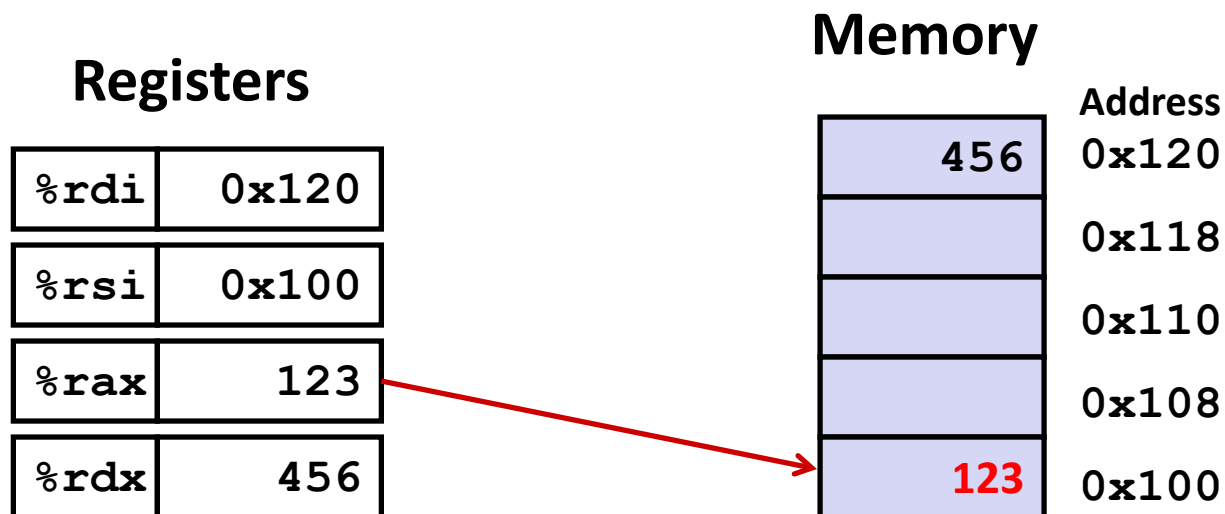 Registers
%rdi 0x120
%rsi 0x100
%rax 123
%rdx 456
Memory
Address
456 0x120
0x118
0x110
0x108
123 0x100